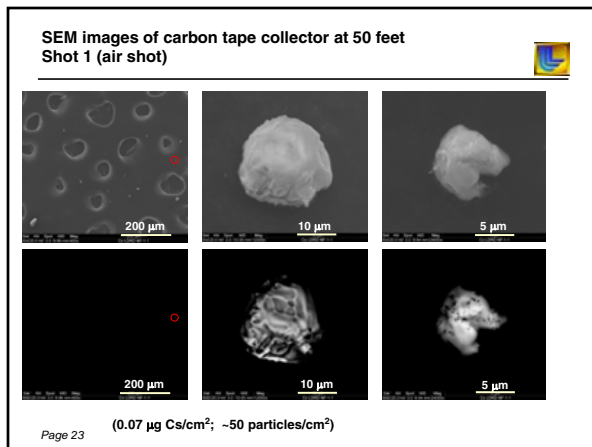 SEM images of carbon tape collector at 50 feet
Shot 1 (air shot)
200 µm
10 µm
5 µm
200 µm
10 µm
5 µm
(0.07 µg Cs/cm²; ~50 particles/cm²)
Page 23